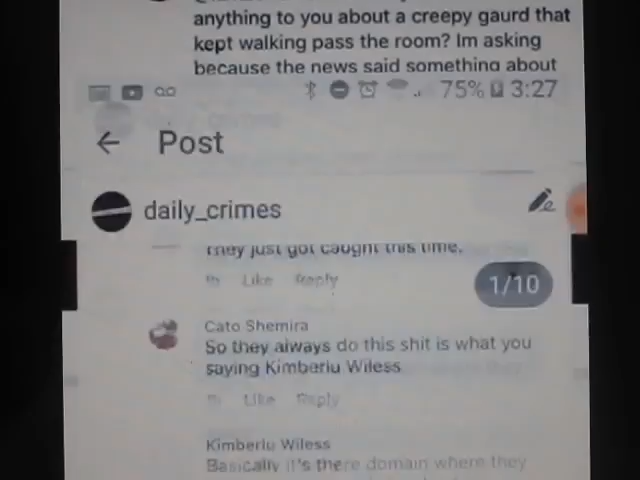 anything to you about a creepy gaurd that
kept walking pass the room? Im asking
because the news said something about
75% 3:27
Post
daily_crimes
They just got caught this time.
1h Like Reply
1/10
Cato Shemira
So they always do this shit is what you
saying Kimberlu Wiless
Like Reply
Kimberlu Wiless
Basically it's there domain where they